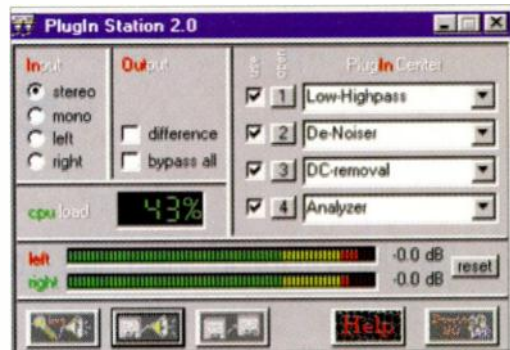 PlugIn Station 2.0
Input
stereo
mono
left
right
Output
difference
bypass all
cpu load
43%
use
open
PlugIn Center
1 Low-Highpass
2 De-Noiser
3 DC-removal
4 Analyzer
left -0.0 dB
right -0.0 dB
reset
Help